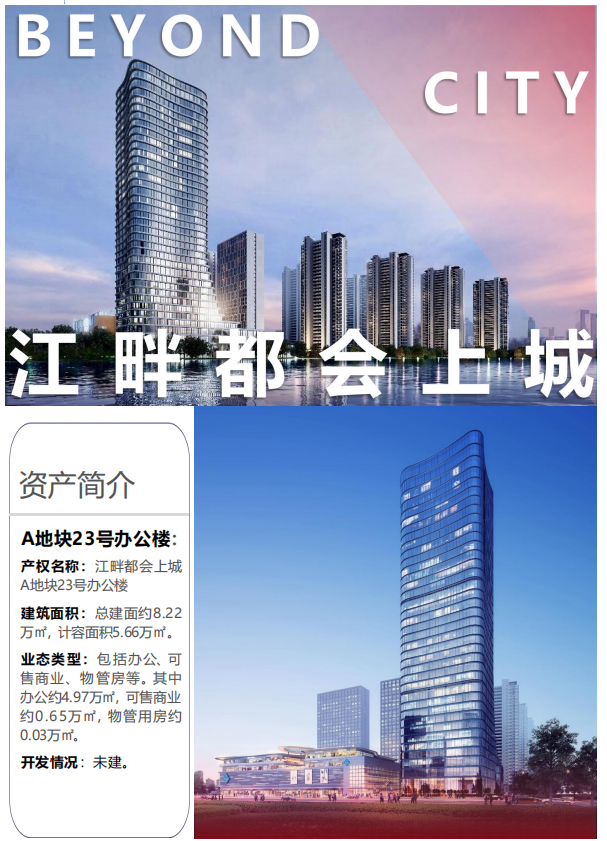 BEYOND
CITY
江畔都会上城
资产简介
A地块23号办公楼：
产权名称：江畔都会上城
A地块23号办公楼
建筑面积：总建面约8.22
万㎡, 计容面积5.66万㎡。
业态类型：包括办公、可
售商业、物管房等。其中
办公约4.97万㎡, 可售商业
约0.65万㎡, 物管用房约
0.03万㎡。
开发情况：未建。